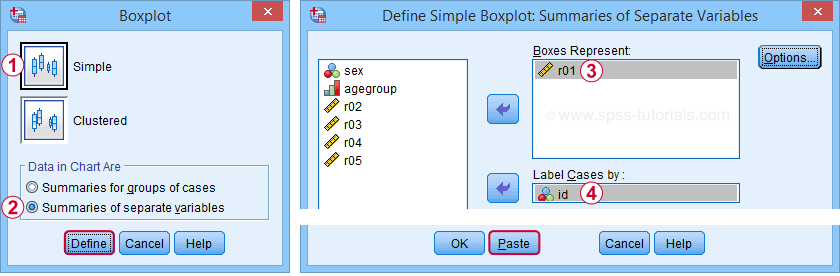 Boxplot
1
Simple
Clustered
Data in Chart Are
Summaries for groups of cases
2
Summaries of separate variables
Define
Cancel
Help
Define Simple Boxplot: Summaries of Separate Variables
sex
agegroup
r02
r03
r04
r05
Boxes Represent:
r01
3
Options...
© www.spss-tutorials.com
Label Cases by :
id
4
OK
Paste
Cancel
Help